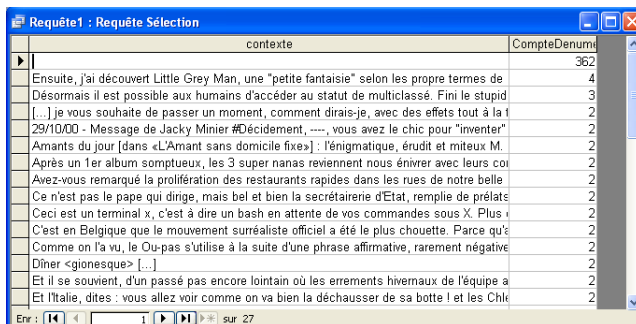 Requête1 : Requête Sélection
contexte CompteDenume
362
Ensuite, j'ai découvert Little Grey Man, une "petite fantaisie" selon les propre termes de 4
Désormais il est possible aux humains d'accéder au statut de multiclassé. Fini le stupid 3
[...] je vous souhaite de passer un moment, comment dirais-je, avec des effets tout à la f 2
29/10/00 - Message de Jacky Minier #Décidement, ----, vous avez le chic pour "inventer" 2
Amants du jour [dans «L'Amant sans domicile fixe»] : l'énigmatique, érudit et miteux M. 2
Après un 1er album somptueux, les 3 super nanas reviennent nous énivrer avec leurs co 2
Avez-vous remarqué la prolifération des restaurants rapides dans les rues de notre belle 2
Ce n'est pas le pape qui dirige, mais bel et bien la secrétairerie d'Etat, remplie de prélats 2
Ceci est un terminal x, c'est à dire un bash en attente de vos commandes sous X. Plus 2
C'est en Belgique que le mouvement surréaliste officiel a été le plus chouette. Parce qu'a 2
Comme on l'a vu, le Ou-pas s'utilise à la suite d'une phrase affirmative, rarement négative 2
Dîner <gionesque> [...] 2
Et il se souvient, d'un passé pas encore lointain où les errements hivernaux de l'équipe a 2
Et l'Italie, dites : vous allez voir comme on va bien la déchausser de sa botte ! et les Chle 2
Enr : 1 sur 27